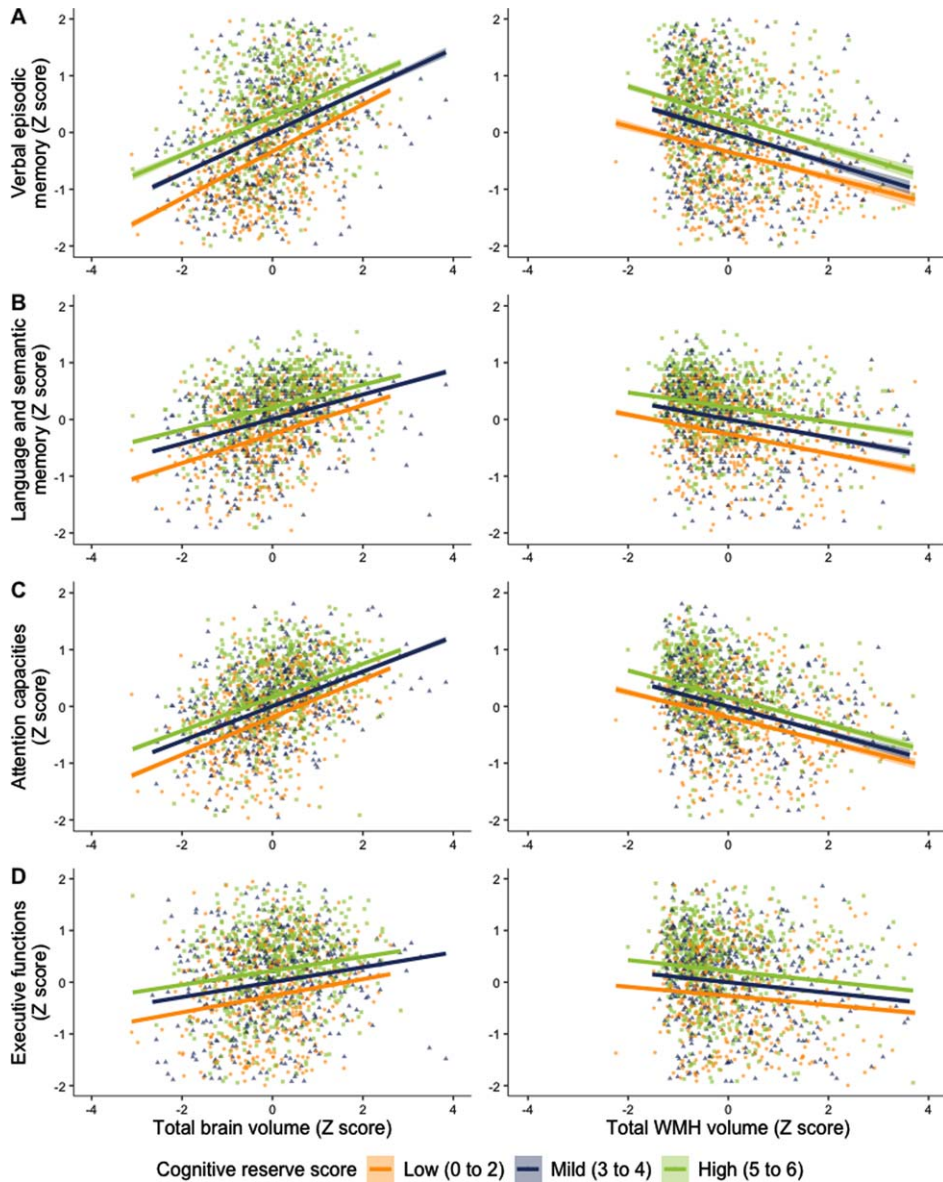 A
Verbal episodic
memory (Z score)
2
1
0
-1
-2
-4 -2 0 2 4
2
1
0
-1
-2
-4 -2 0 2 4
B
Language and semantic
memory (Z score)
2
1
0
-1
-2
-4 -2 0 2 4
2
1
0
-1
-2
-4 -2 0 2 4
C
Attention capacities
(Z score)
2
1
0
-1
-2
-4 -2 0 2 4
2
1
0
-1
-2
-4 -2 0 2 4
D
Executive functions
(Z score)
2
1
0
-1
-2
-4 -2 0 2 4
Total brain volume (Z score)
2
1
0
-1
-2
-4 -2 0 2 4
Total WMH volume (Z score)
Cognitive reserve score Low (0 to 2) Mild (3 to 4) High (5 to 6)